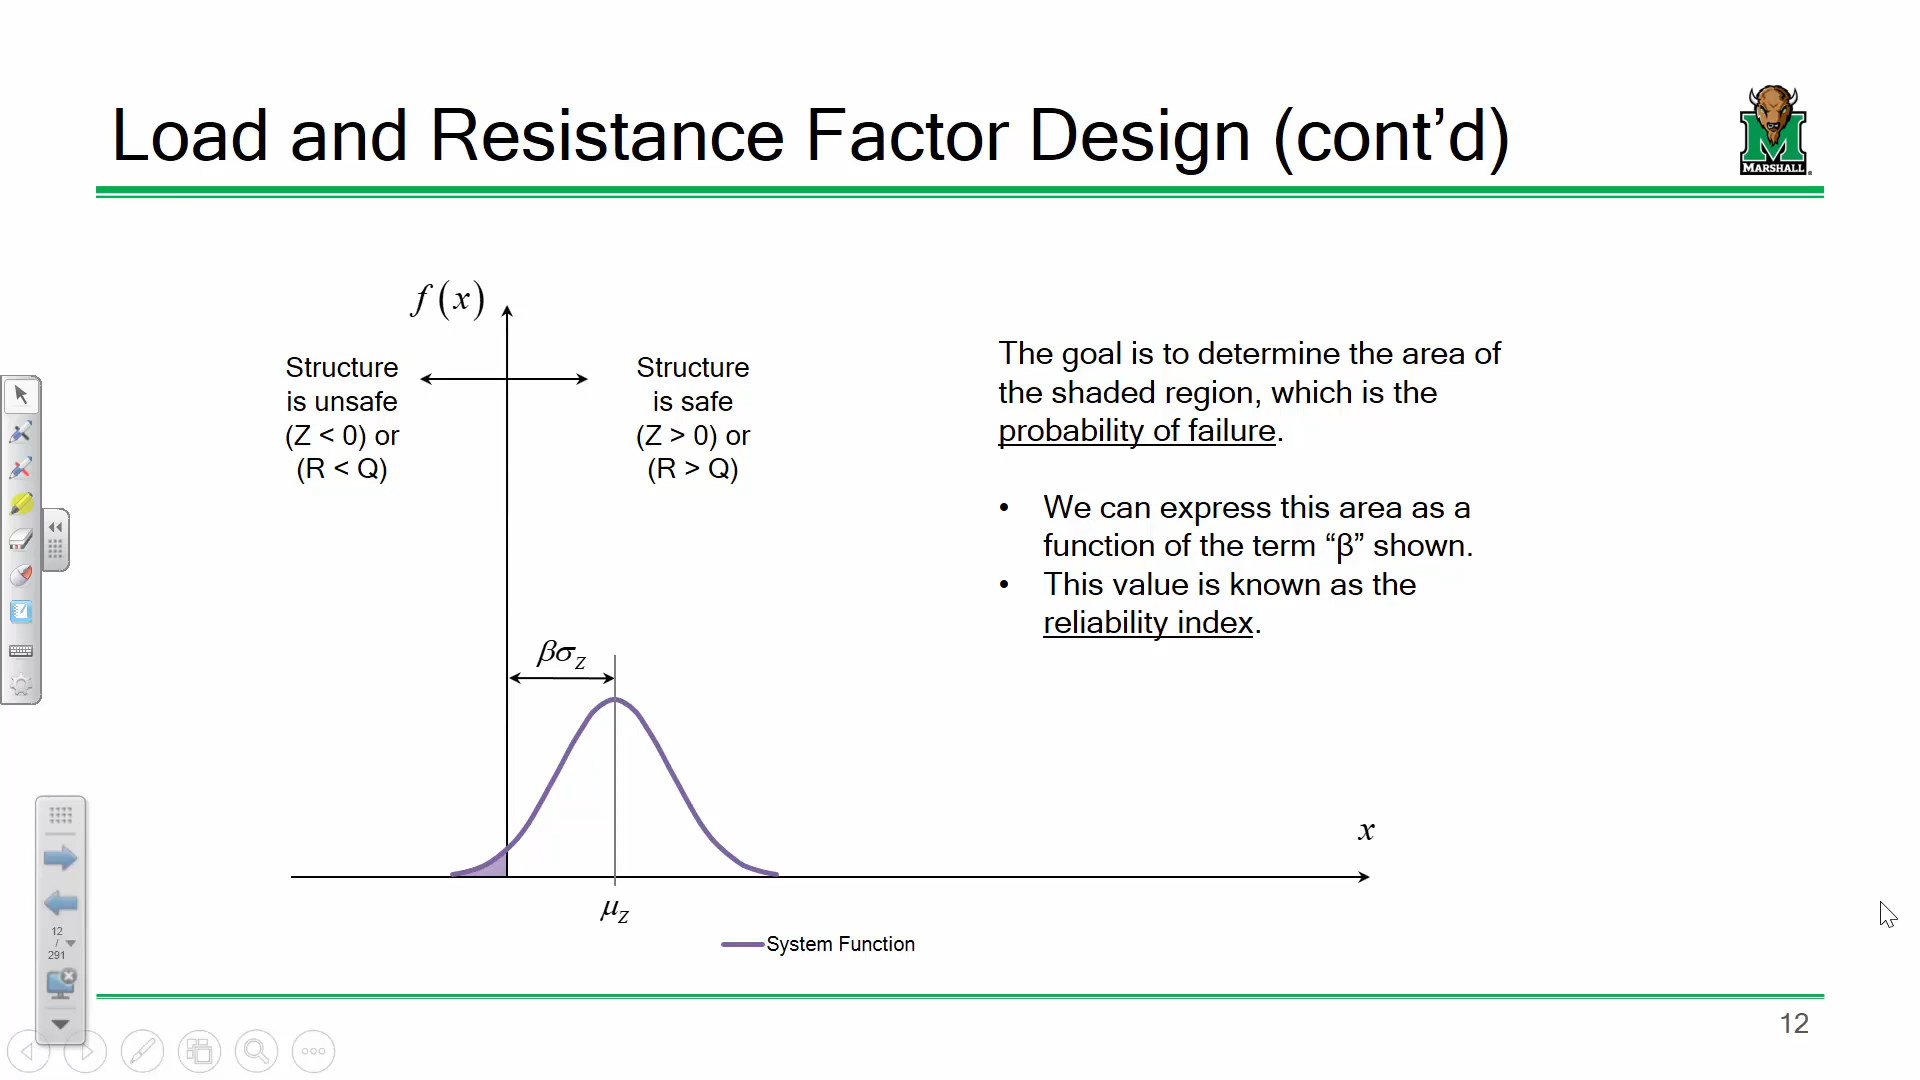 Load and Resistance Factor Design (cont’d)
MARSHALL
f(x)
Structure
is unsafe
(Z < 0) or
(R < Q)
Structure
is safe
(Z > 0) or
(R > Q)
The goal is to determine the area of
the shaded region, which is the
probability of failure.
• We can express this area as a
function of the term “β” shown.
• This value is known as the
reliability index.
βσ_Z
x
μ_Z
System Function
12
/
291
12